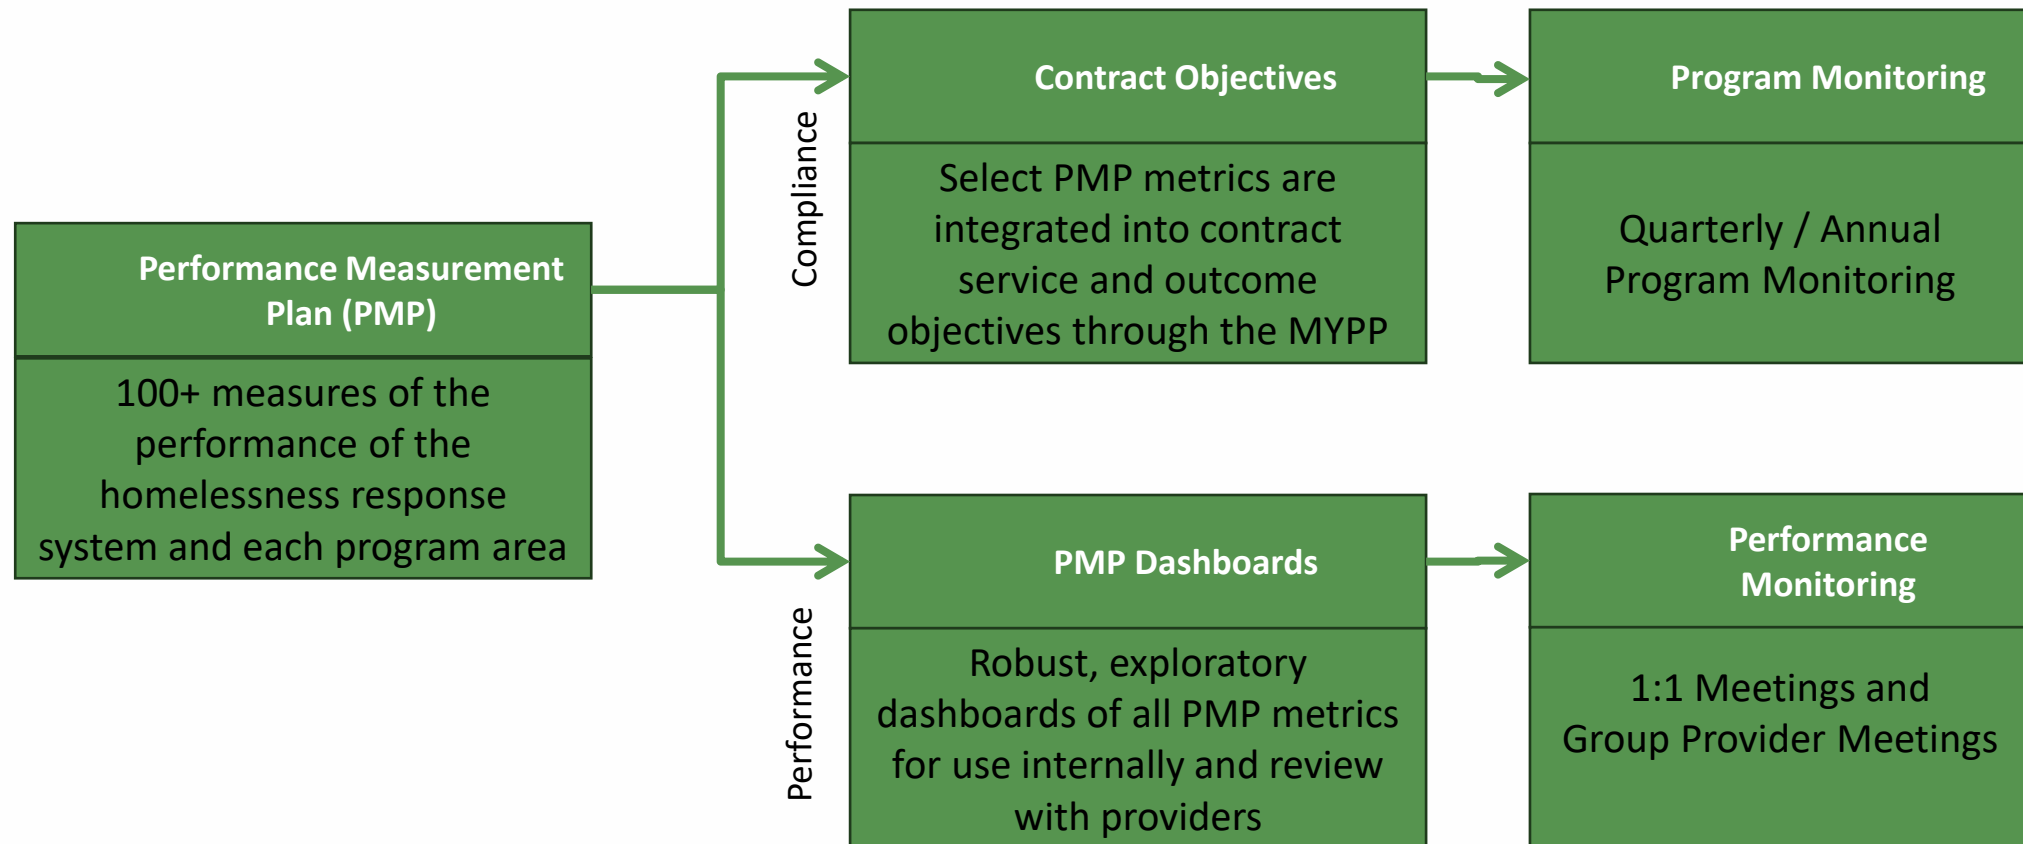 Performance Measurement
Plan (PMP)
100+ measures of the
performance of the
homelessness response
system and each program area
Compliance
Contract Objectives
Select PMP metrics are
integrated into contract
service and outcome
objectives through the MYPP
Program Monitoring
Quarterly / Annual
Program Monitoring
Performance
PMP Dashboards
Robust, exploratory
dashboards of all PMP metrics
for use internally and review
with providers
Performance
Monitoring
1:1 Meetings and
Group Provider Meetings